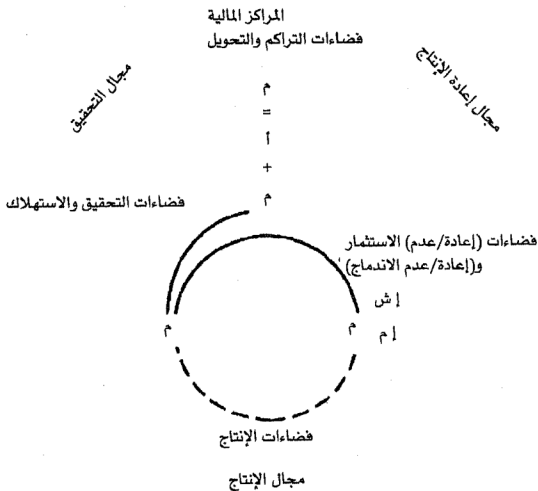 المراكز المالية
فضاءات التراكم والتحويل
مجال إعادة الإنتاج
مجال التحقيق
م
=
أ
+
م
فضاءات التحقيق والاستهلاك
فضاءات (إعادة/عدم) الاستثمار
و(إعادة/عدم الاندماج)
إ ش
م إ م
م
فضاءات الإنتاج
مجال الإنتاج